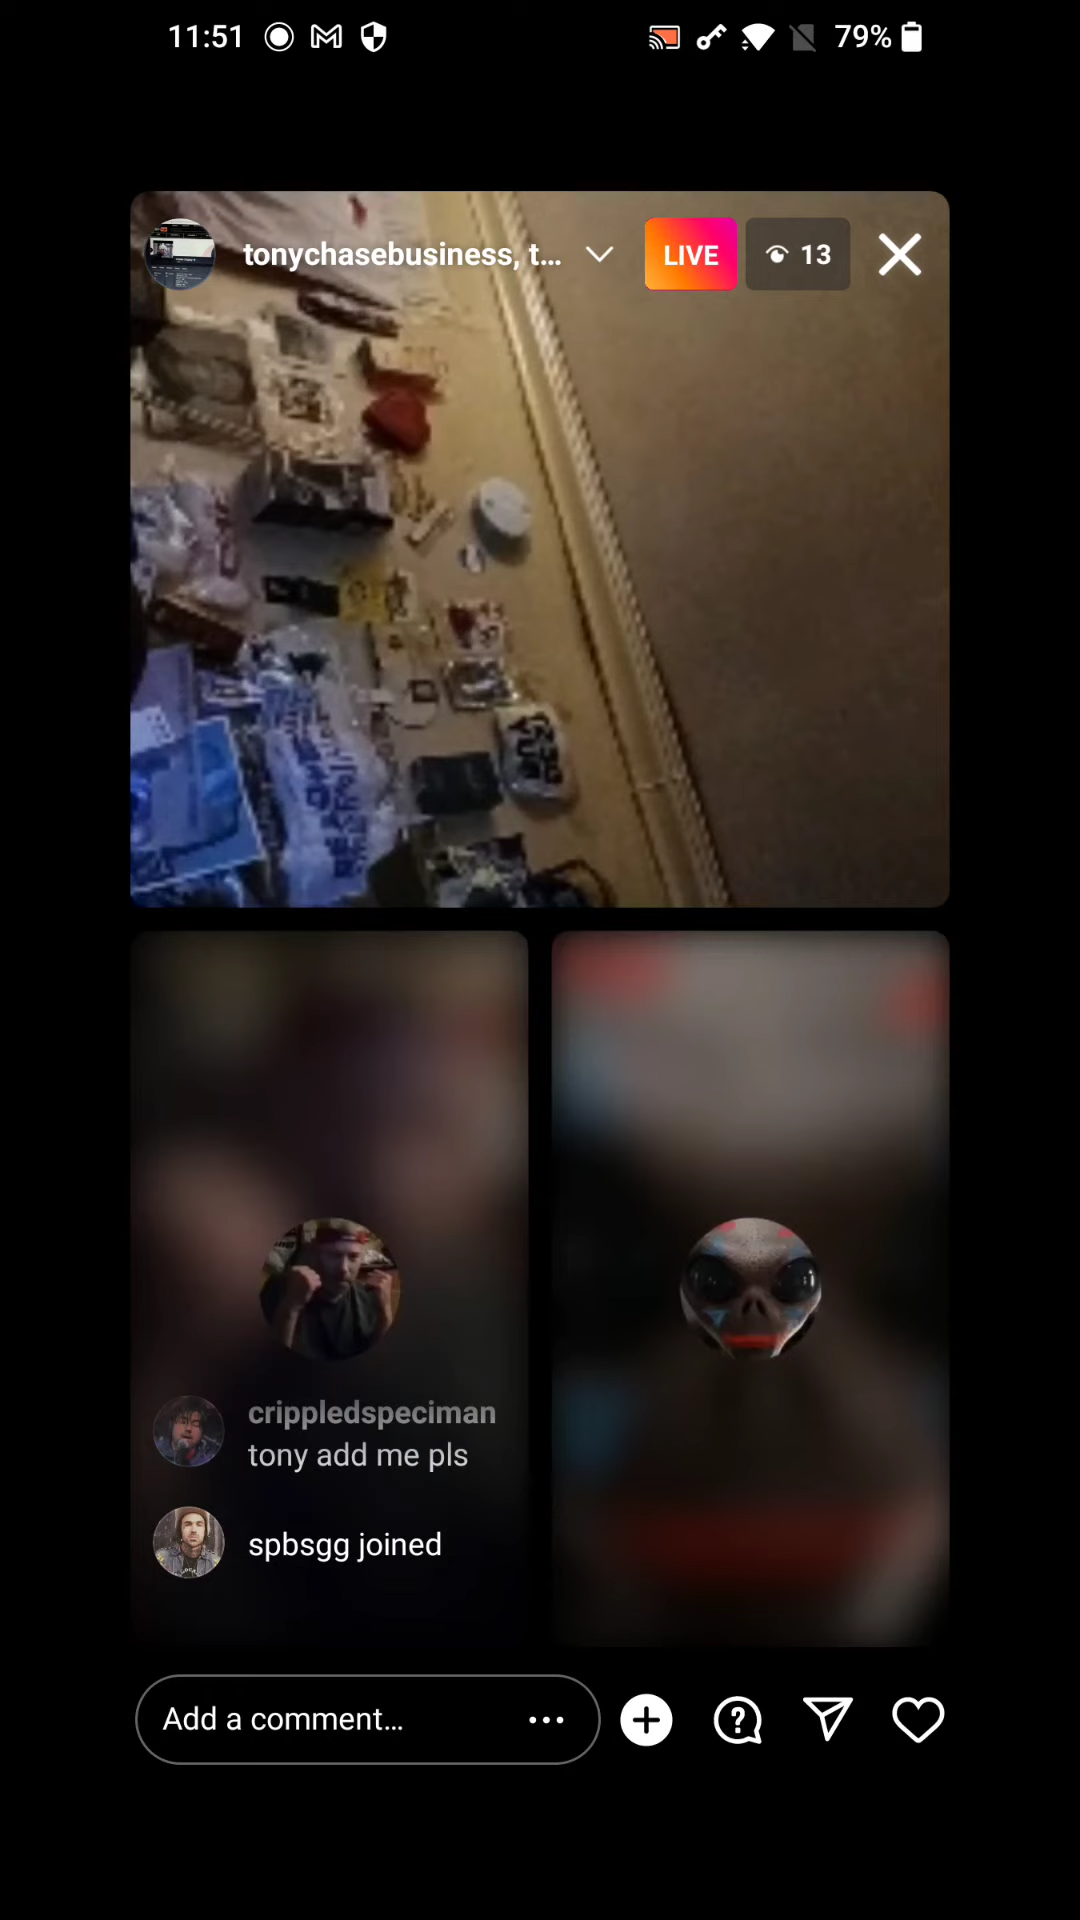 11:51
79%
tonychasebusiness, t...
LIVE
13
crippledspeciman
tony add me pls
spbsgg joined
Add a comment...